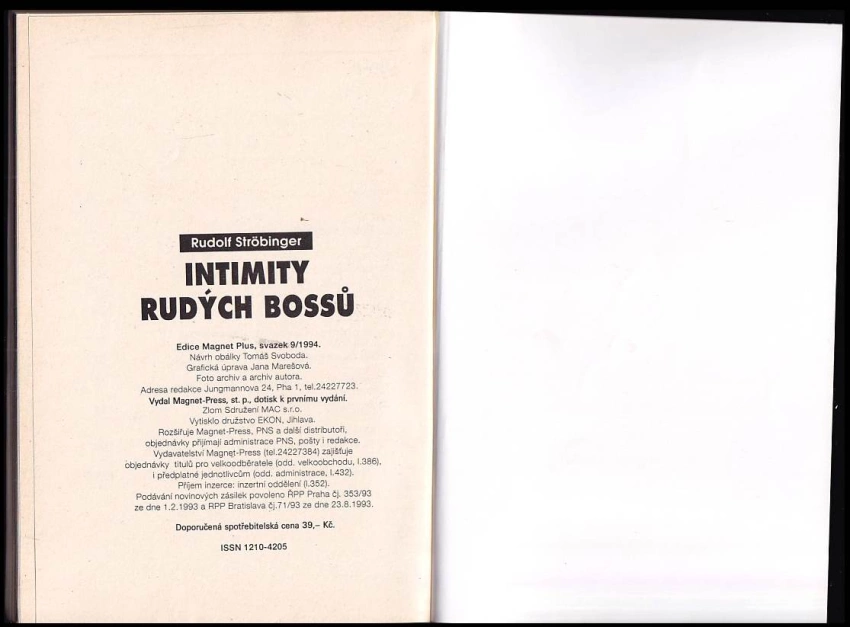 Rudolf Ströbinger
INTIMITY
RUDÝCH BOSSŮ
Edice Magnet Plus, svazek 9/1994.
Návrh obálky Tomáš Svoboda.
Grafická úprava Jana Marešová.
Foto archiv a archiv autora.
Adresa redakce Jungmannova 24, Pha 1, tel.24227723.
Vydal Magnet-Press, st. p., dotisk k prvnímu vydání.
Zlom Sdružení MAC s.r.o.
Vytisklo družstvo EKON, Jihlava.
Rozšiřuje Magnet-Press, PNS a další distributoři,
objednávky přijímají administrace PNS, pošty i redakce.
Vydavatelství Magnet-Press (tel.24227384) zajišťuje
objednávky titulů pro velkoodběratele (odd. velkoobchodu, l.386),
i předplatné jednotlivcům (odd. administrace, l.432).
Příjem inzerce: inzertní oddělení (l.352).
Podávání novinových zásilek povoleno ŘPP Praha čj. 353/93
ze dne 1.2.1993 a RPP Bratislava čj.71/93 ze dne 23.8.1993.
Doporučená spotřebitelská cena 39,– Kč.
ISSN 1210-4205